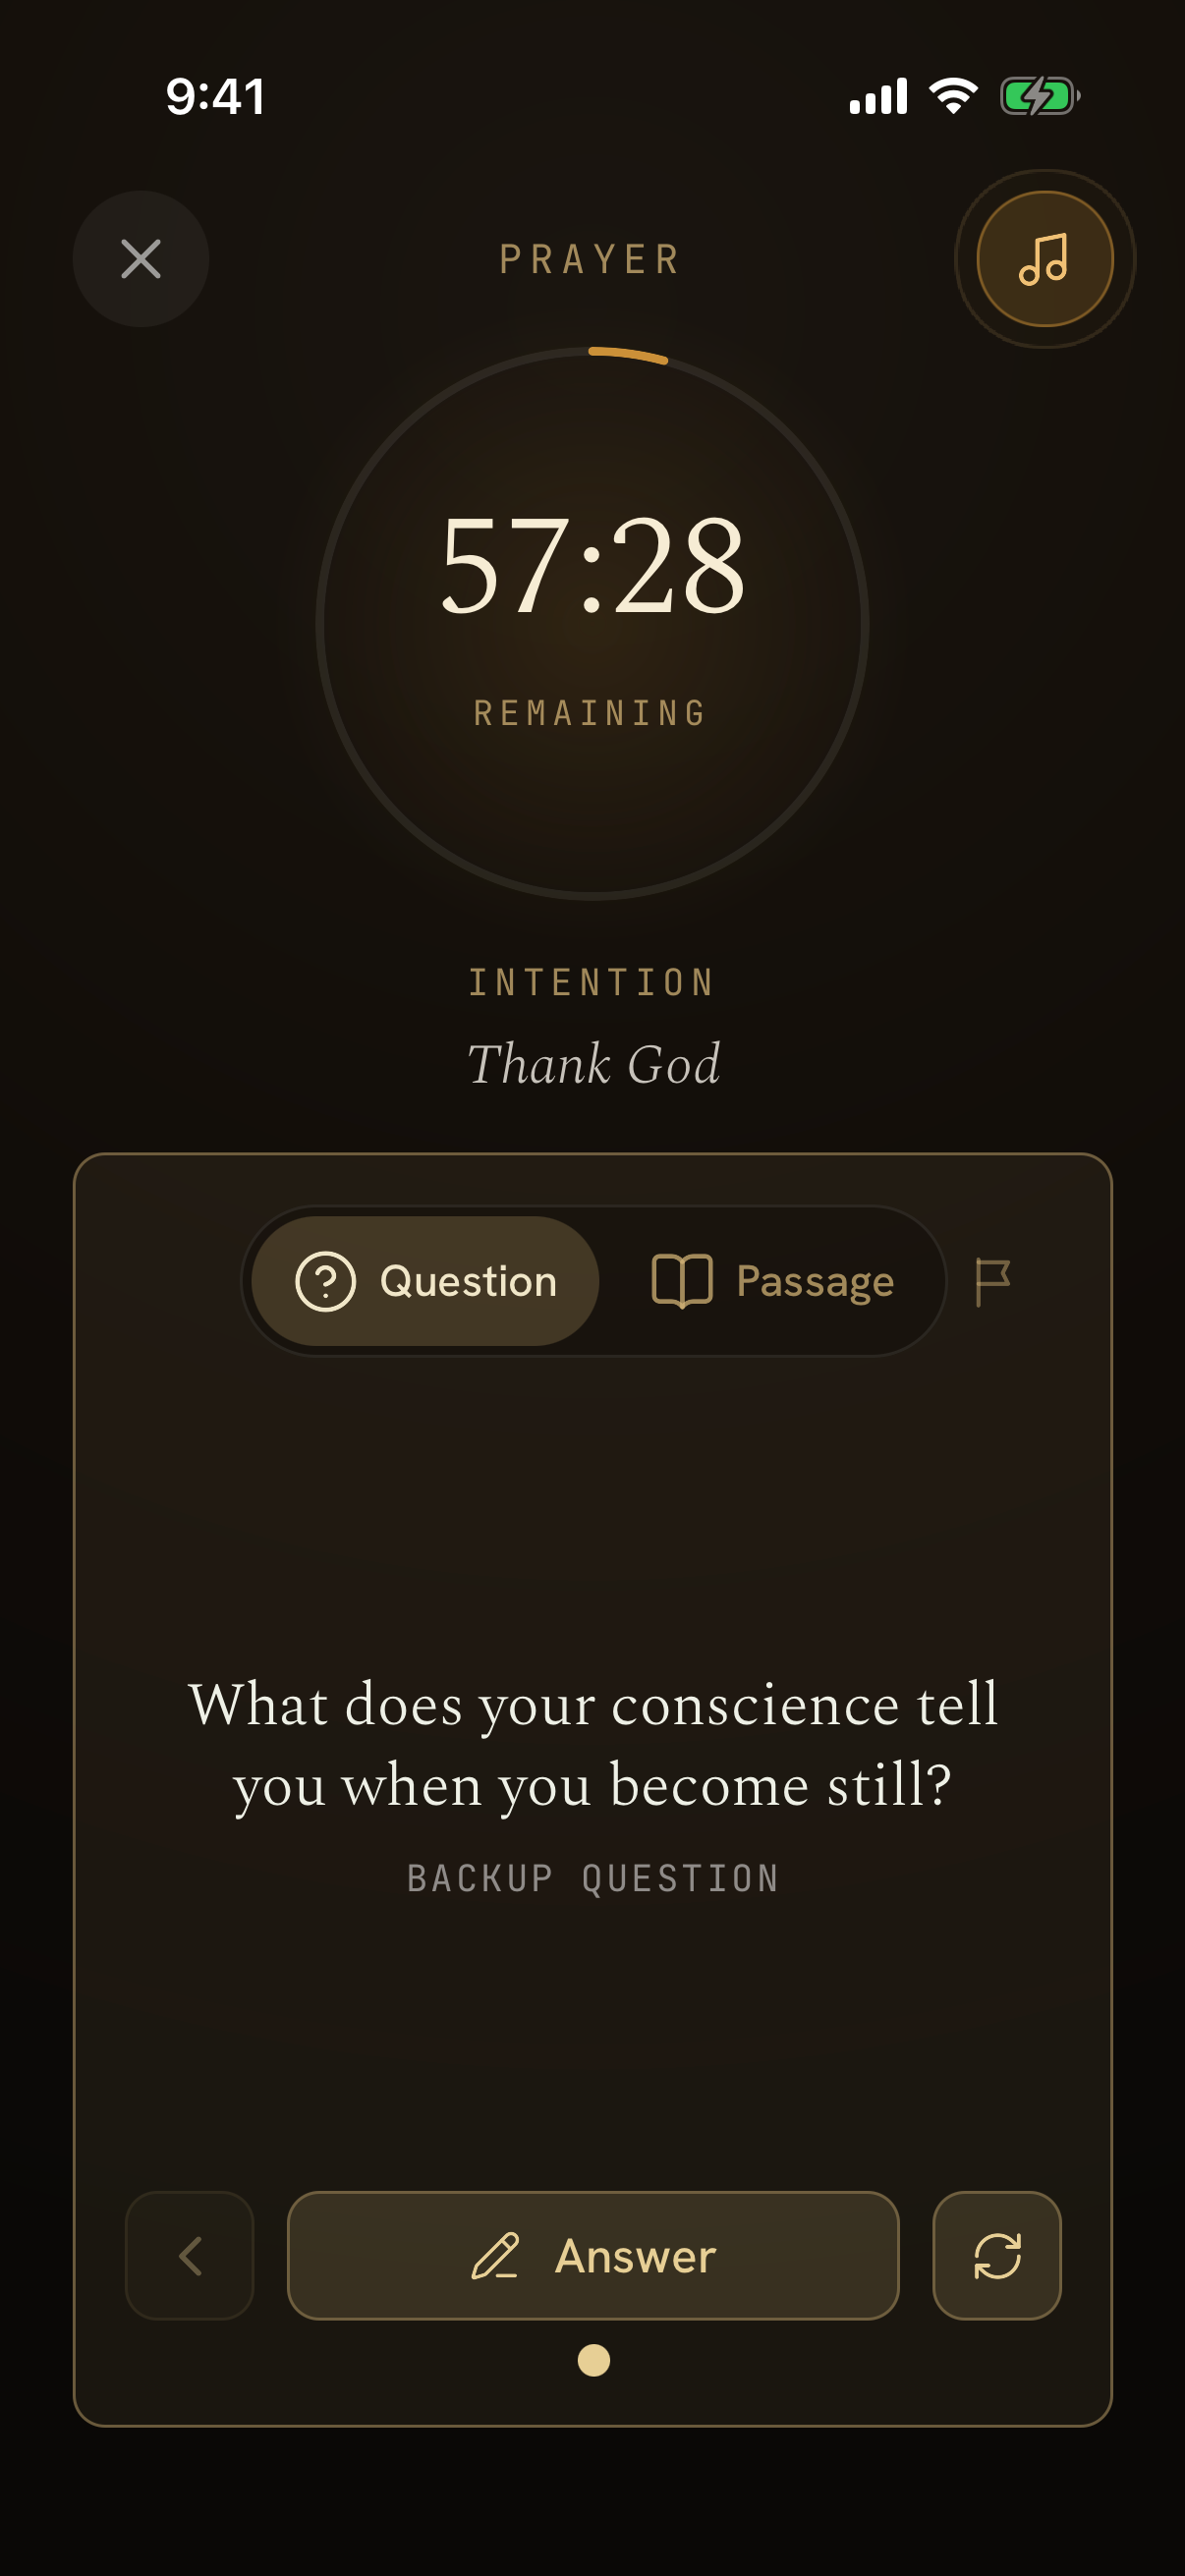 9:41
PRAYER
57:28
REMAINING
INTENTION
Thank God
Question
Passage
What does your conscience tell
you when you become still?
BACKUP QUESTION
Answer